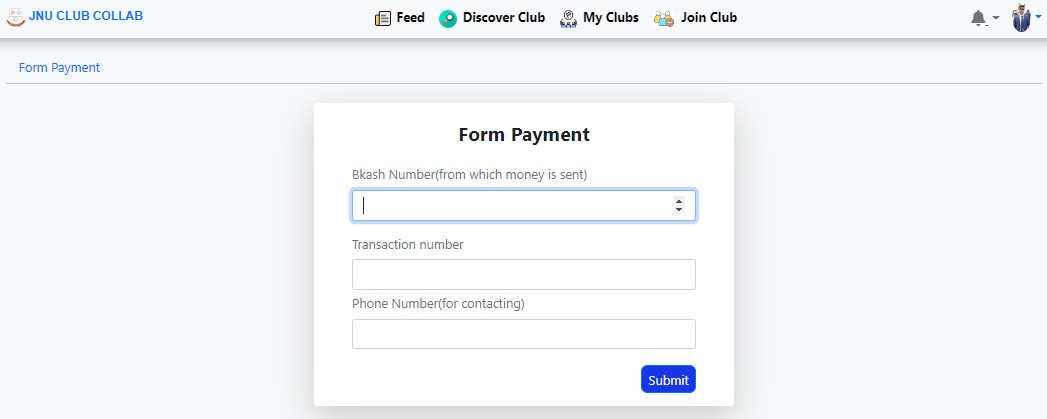 JNU CLUB COLLAB
Feed
Discover Club
My Clubs
Join Club
Form Payment
Form Payment
Bkash Number(from which money is sent)
Transaction number
Phone Number(for contacting)
Submit